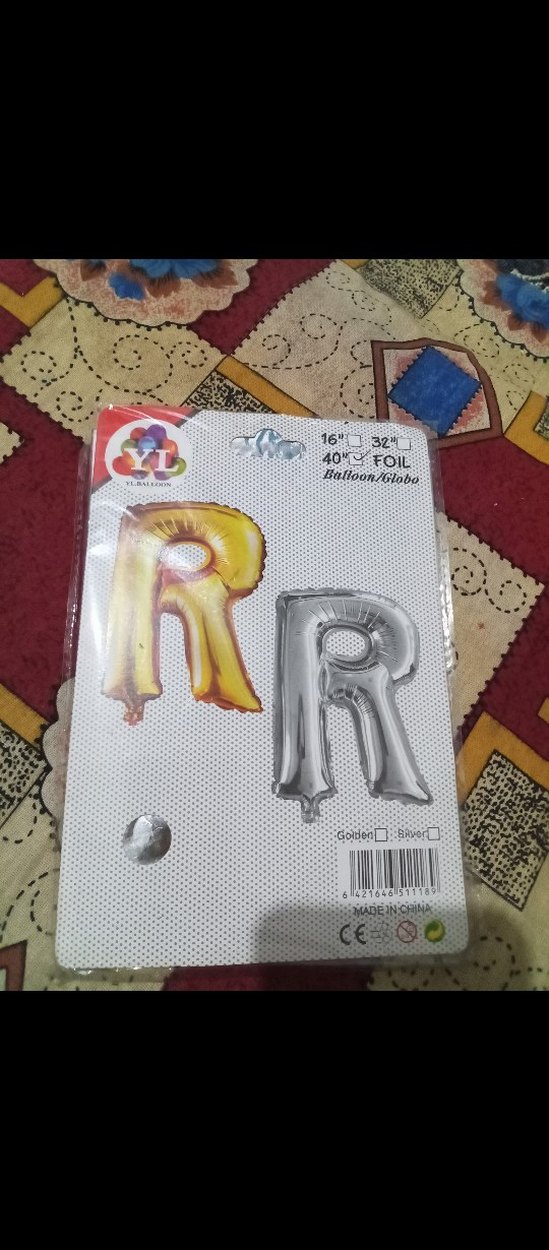 YL
YL.BALLOON
16" 32"
40" FOIL
Balloon/Globo
R
R
Golden Silver
6 421646 511189
MADE IN CHINA
CE